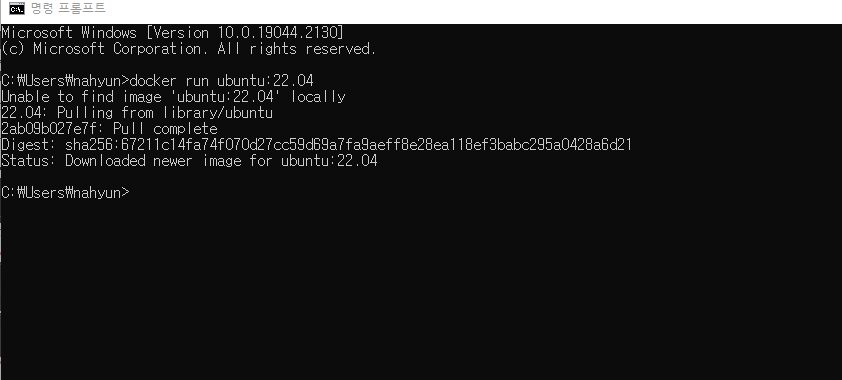 명령 프롬프트
Microsoft Windows [Version 10.0.19044.2130]
(c) Microsoft Corporation. All rights reserved.
C:₩Users₩nahyun>docker run ubuntu:22.04
Unable to find image 'ubuntu:22.04' locally
22.04: Pulling from library/ubuntu
2ab09b027e7f: Pull complete
Digest: sha256:67211c14fa74f070d27cc59d69a7fa9aeff8e28ea118ef3babc295a0428a6d21
Status: Downloaded newer image for ubuntu:22.04
C:₩Users₩nahyun>